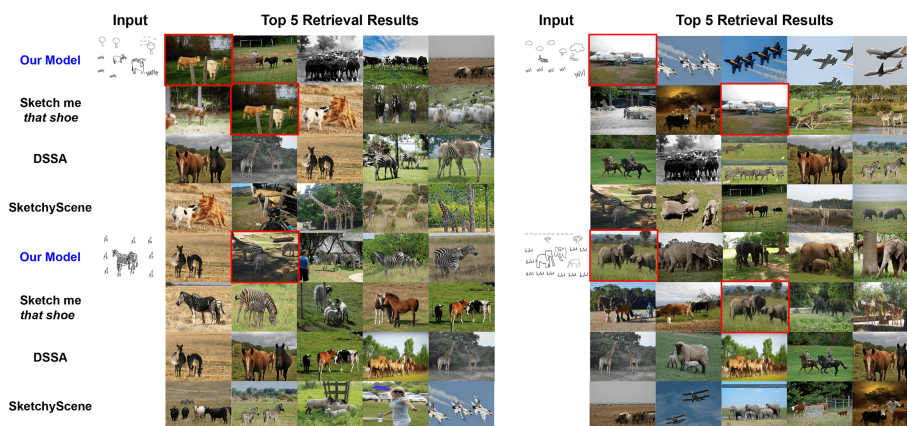 Input Top 5 Retrieval Results Input Top 5 Retrieval Results
Our Model
Sketch me
that shoe
DSSA
SketchyScene
Our Model
Sketch me
that shoe
DSSA
SketchyScene